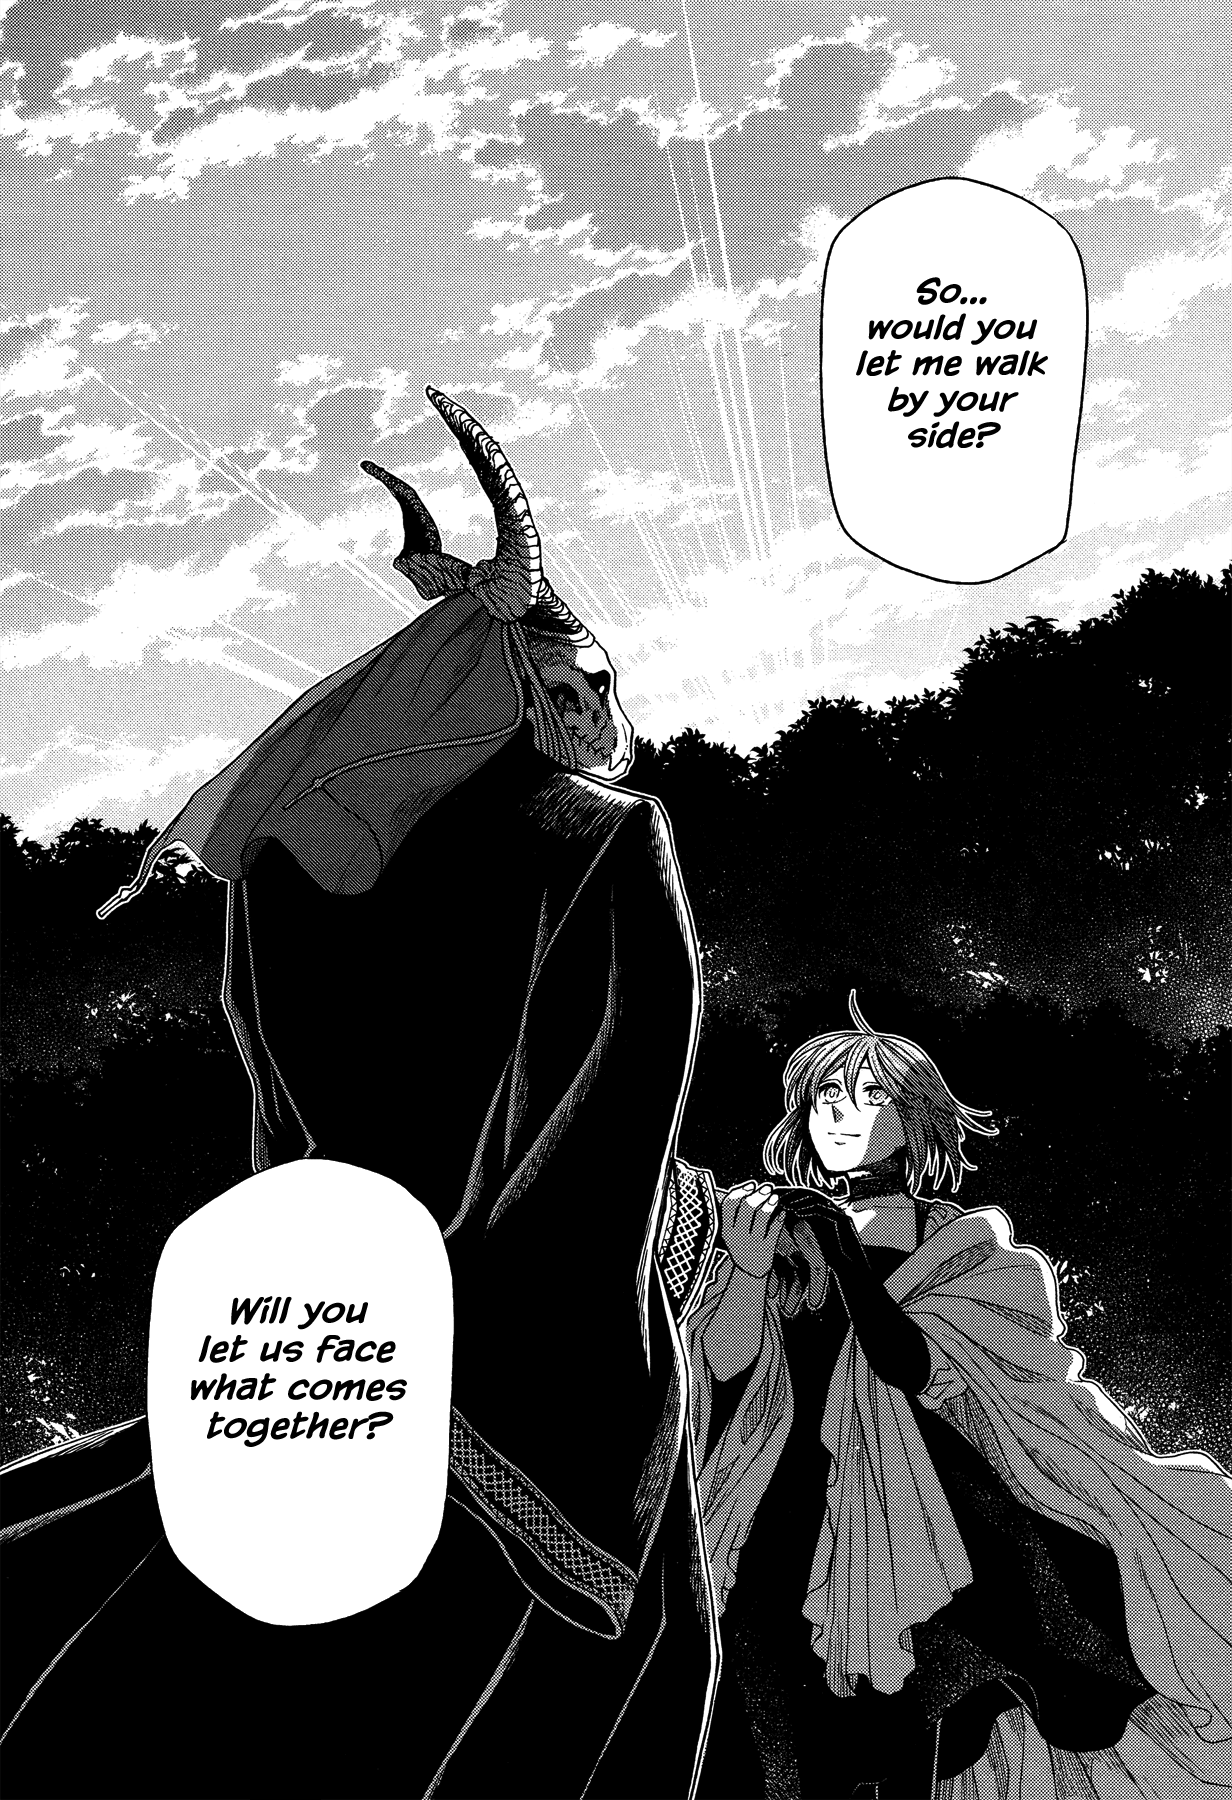 So...
would you
let me walk
by your
side?
Will you
let us face
what comes
together?